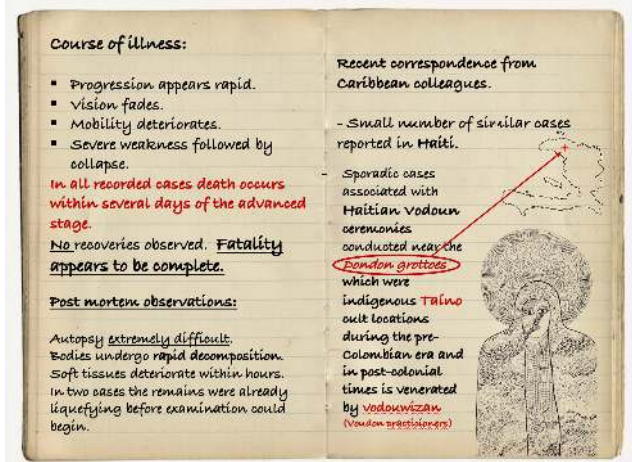 Course of illness:
▪ Progression appears rapid.
▪ Vision fades.
▪ Mobility deteriorates.
▪ Severe weakness followed by
collapse.
In all recorded cases death occurs
within several days of the advanced
stage.
No recoveries observed. Fatality
appears to be complete.
Post mortem observations:
Autopsy extremely difficult.
Bodies undergo rapid decomposition.
Soft tissues deteriorate within hours.
In two cases the remains were already
liquefying before examination could
begin.
Recent correspondence from
Caribbean colleagues.
- Small number of similar cases
reported in Haiti.
- Sporadic cases
associated with
Haitian Vodoun
ceremonies
conducted near the
Dondon grottoes
which were
indigenous Taíno
cult locations
during the pre-
Colombian era and
in post-colonial
times is venerated
by vodouwizan
(Voudon practicioners)